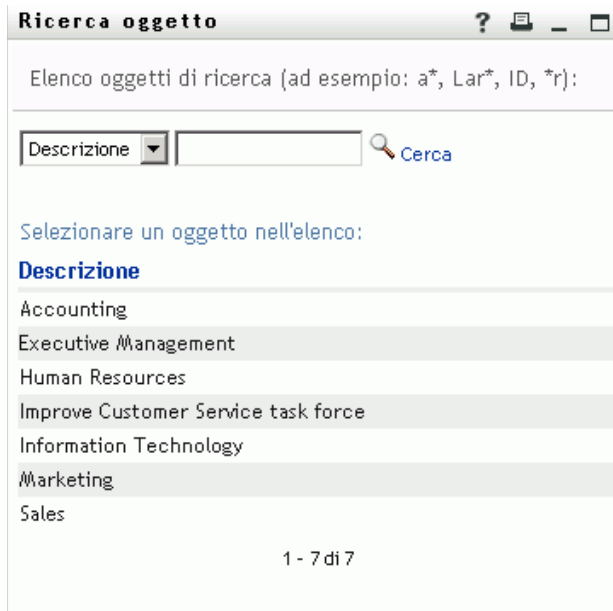 Ricerca oggetto ?
Elenco oggetti di ricerca (ad esempio: a*, Lar*, ID, *r):
Descrizione Cerca
Selezionare un oggetto nell'elenco:
Descrizione
Accounting
Executive Management
Human Resources
Improve Customer Service task force
Information Technology
Marketing
Sales
1 - 7 di 7